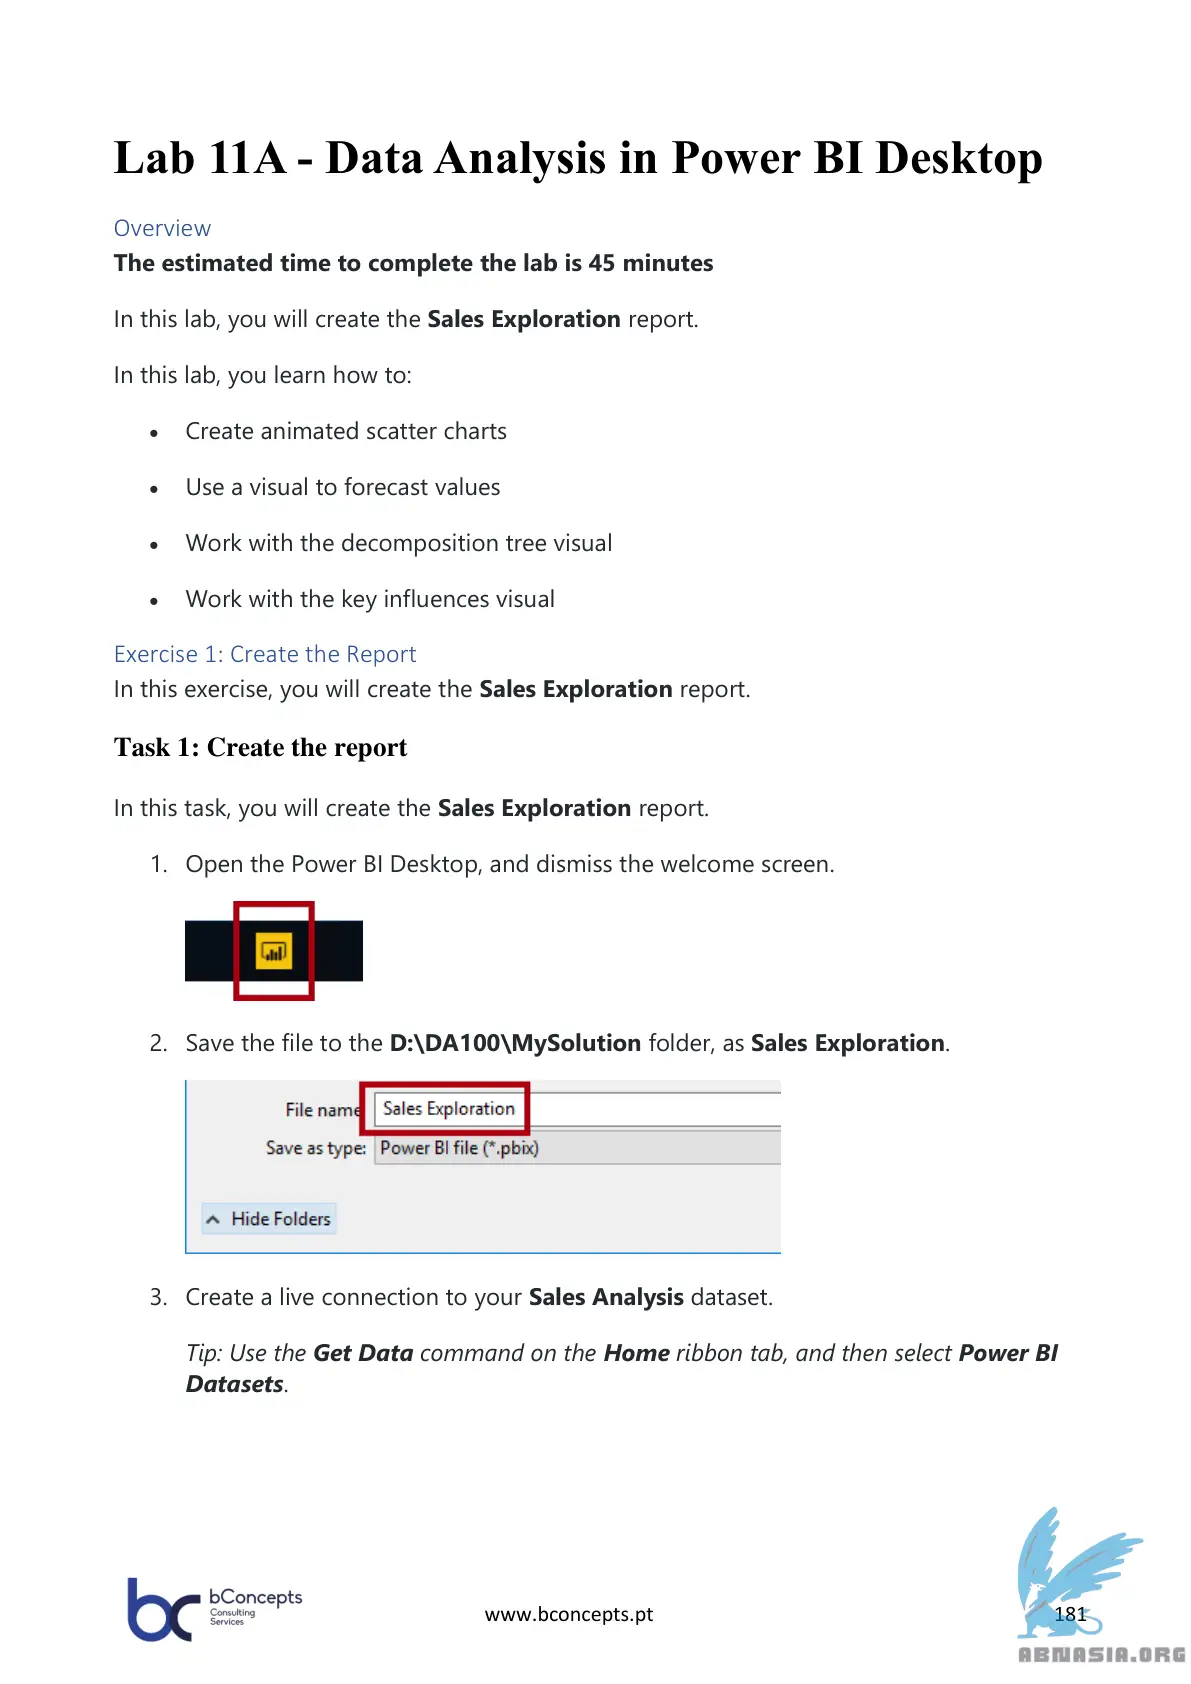 Lab 11A - Data Analysis in Power BI Desktop
Overview
The estimated time to complete the lab is 45 minutes
In this lab, you will create the Sales Exploration report.
In this lab, you learn how to:
• Create animated scatter charts
• Use a visual to forecast values
• Work with the decomposition tree visual
• Work with the key influences visual
Exercise 1: Create the Report
In this exercise, you will create the Sales Exploration report.
Task 1: Create the report
In this task, you will create the Sales Exploration report.
1. Open the Power BI Desktop, and dismiss the welcome screen.
2. Save the file to the D:\DA100\MySolution folder, as Sales Exploration.
File name Sales Exploration
Save as type: Power BI file (*.pbix)
Hide Folders
3. Create a live connection to your Sales Analysis dataset.
Tip: Use the Get Data command on the Home ribbon tab, and then select Power BI
Datasets.
bc bConcepts
Consulting
Services
www.bconcepts.pt
181
ABNASIA.ORG